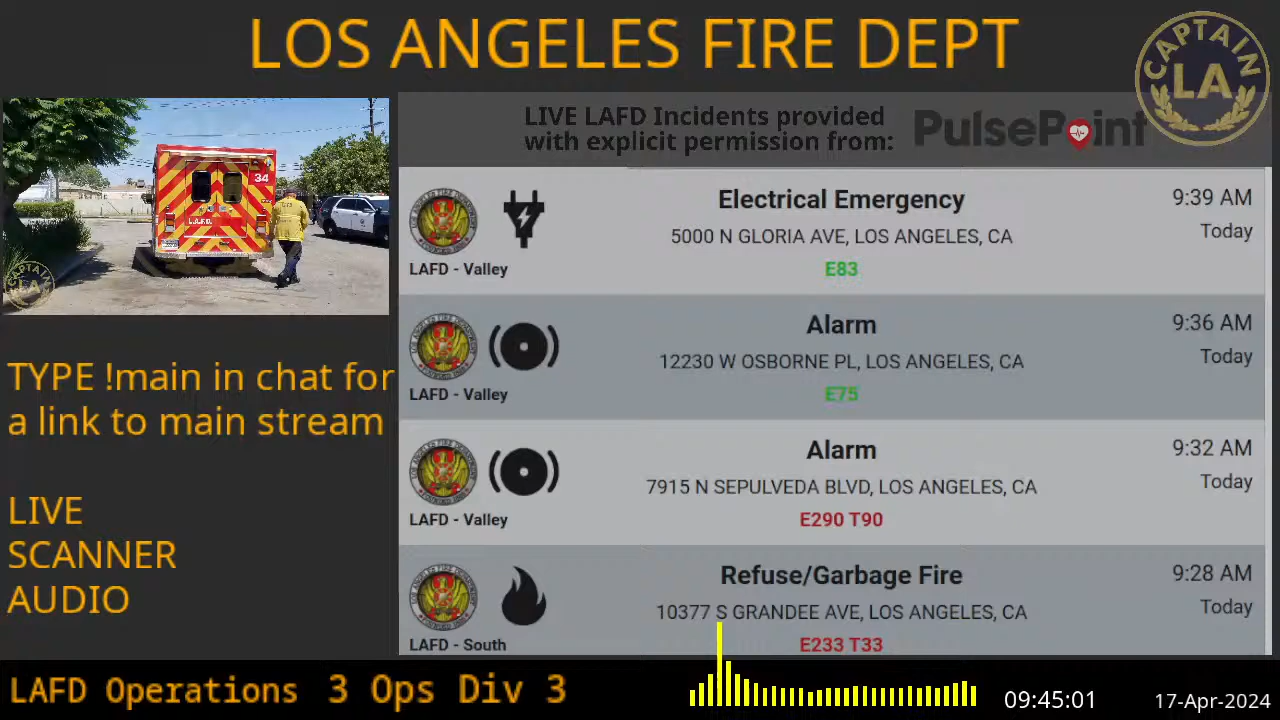 LOS ANGELES FIRE DEPT
CAPTAIN
LA
LIVE LAFD Incidents provided
with explicit permission from:
PulsePoint
34
L.A.F.D.
CAPTAIN
LA
TYPE !main in chat for
a link to main stream
LIVE
SCANNER
AUDIO
Electrical Emergency
9:39 AM
5000 N GLORIA AVE, LOS ANGELES, CA
Today
LAFD - Valley
E83
Alarm
9:36 AM
12230 W OSBORNE PL, LOS ANGELES, CA
Today
LAFD - Valley
E75
Alarm
9:32 AM
7915 N SEPULVEDA BLVD, LOS ANGELES, CA
Today
LAFD - Valley
E290 T90
Refuse/Garbage Fire
9:28 AM
10377 S GRANDEE AVE, LOS ANGELES, CA
Today
LAFD - South
E233 T33
LAFD Operations 3 Ops Div 3
09:45:01
17-Apr-2024